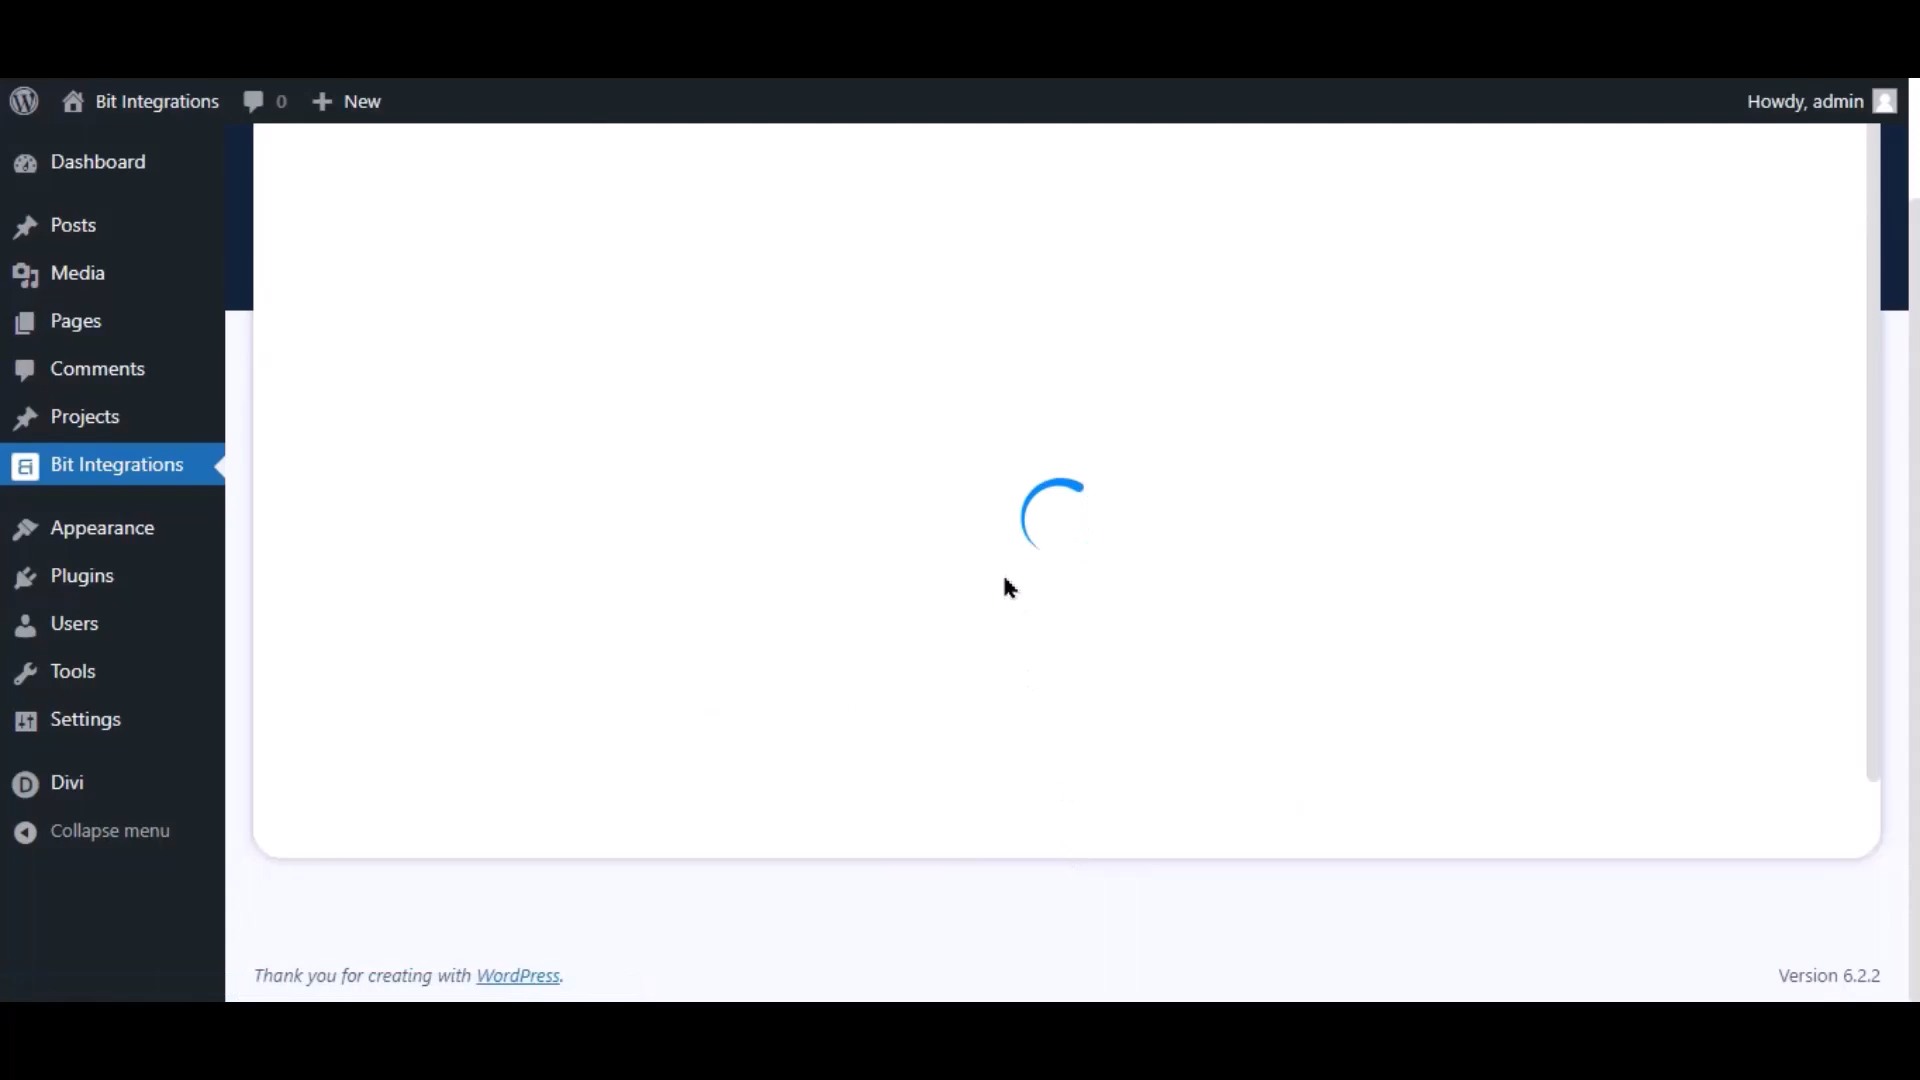 Bit Integrations 0 New Howdy, admin
Dashboard
Posts
Media
Pages
Comments
Projects
Bit Integrations
Appearance
Plugins
Users
Tools
Settings
Divi
Collapse menu
Thank you for creating with WordPress. Version 6.2.2